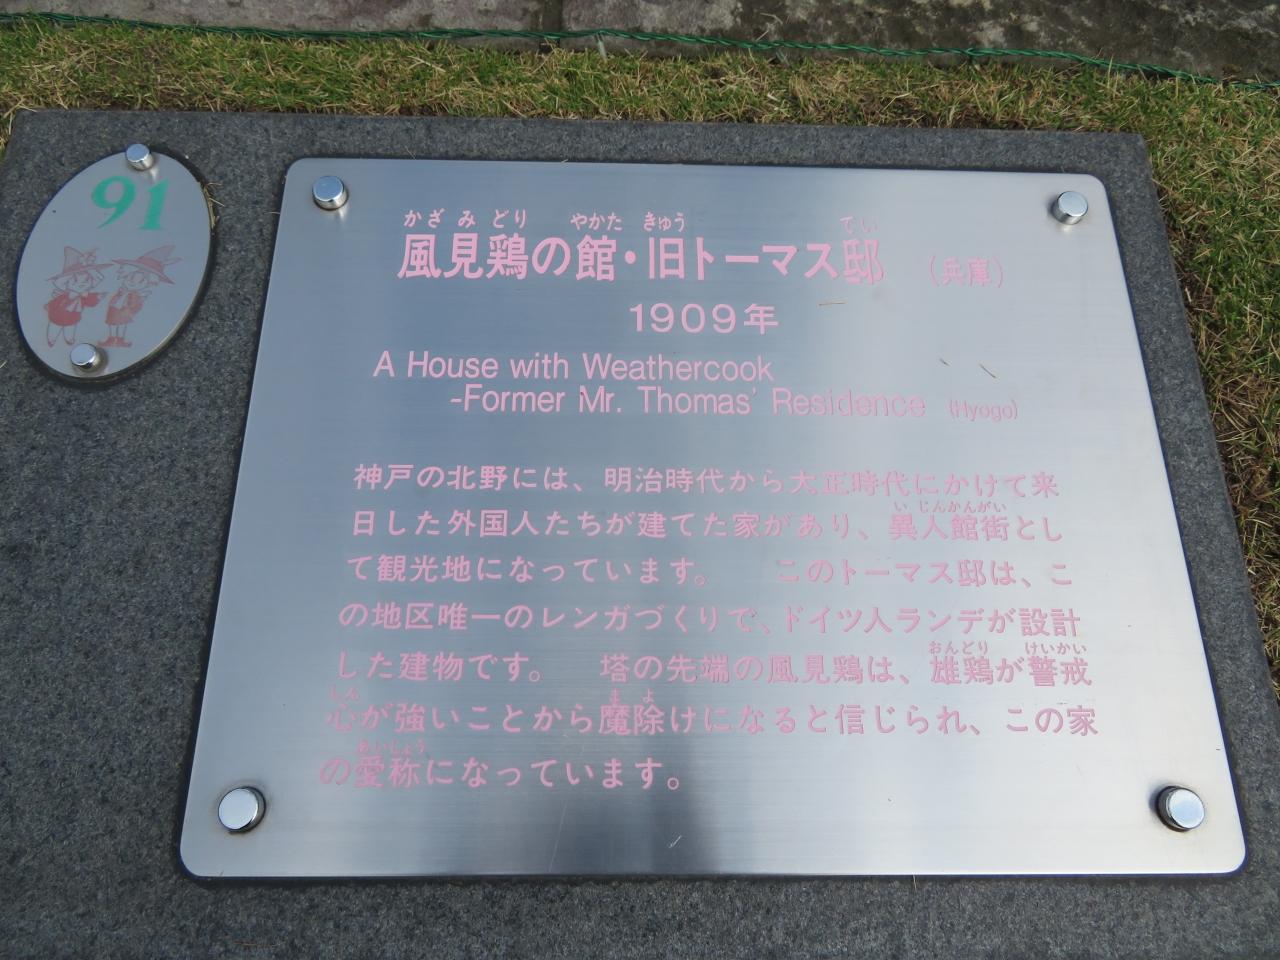 91
かざみどり やかた きゅう てい
風見鶏の館・旧トーマス邸 (兵庫)
1909年
A House with Weathercook
-Former Mr. Thomas' Residence (Hyogo)
神戸の北野には、明治時代から大正時代にかけて来
日した外国人たちが建てた家があり、異人館街とし
いじんかんがい
て観光地になっています。 このトーマス邸は、こ
の地区唯一のレンガづくりで、ドイツ人ランデが設計
した建物です。 塔の先端の風見鶏は、雄鶏が警戒
おんどり けいかい
心が強いことから魔除けになると信じられ、この家
しん まよ
の愛称になっています。
あいしょう